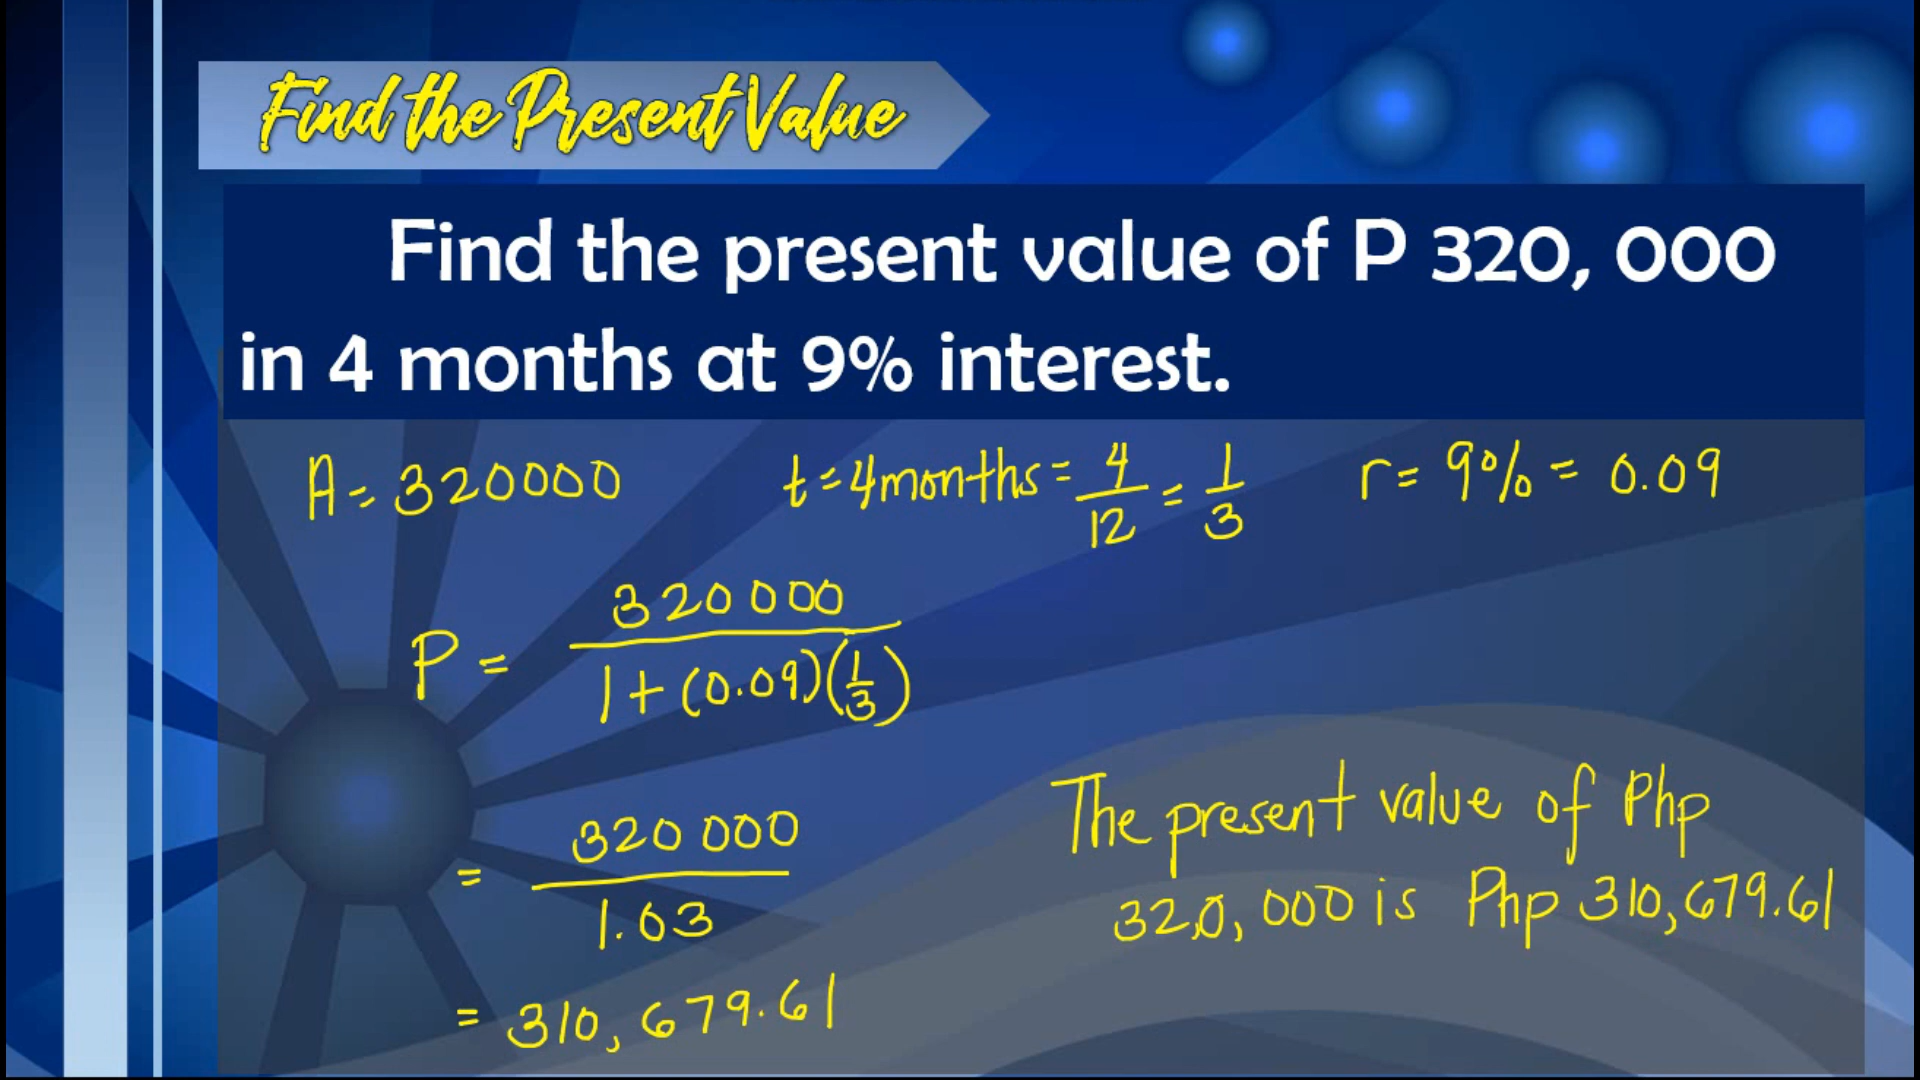 Find the Present Value
Find the present value of P 320, 000
in 4 months at 9% interest.
A = 320000 t = 4 months = 4/12 = 1/3 r = 9% = 0.09
P = 320 000 / 1 + (0.09)(1/3)
= 320 000 / 1.03
= 310, 679.61
The present value of Php
320, 000 is Php 310,679.61